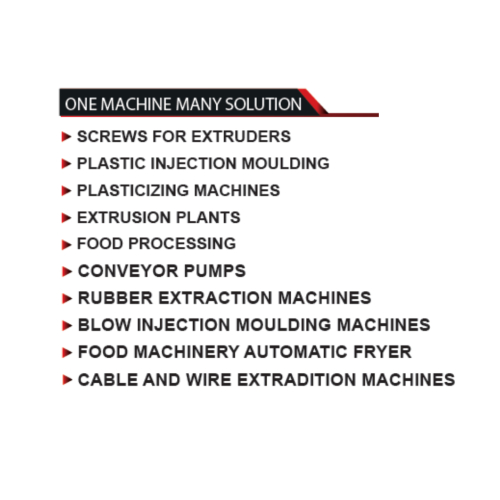 ONE MACHINE MANY SOLUTION
SCREWS FOR EXTRUDERS
PLASTIC INJECTION MOULDING
PLASTICIZING MACHINES
EXTRUSION PLANTS
FOOD PROCESSING
CONVEYOR PUMPS
RUBBER EXTRACTION MACHINES
BLOW INJECTION MOULDING MACHINES
FOOD MACHINERY AUTOMATIC FRYER
CABLE AND WIRE EXTRADITION MACHINES